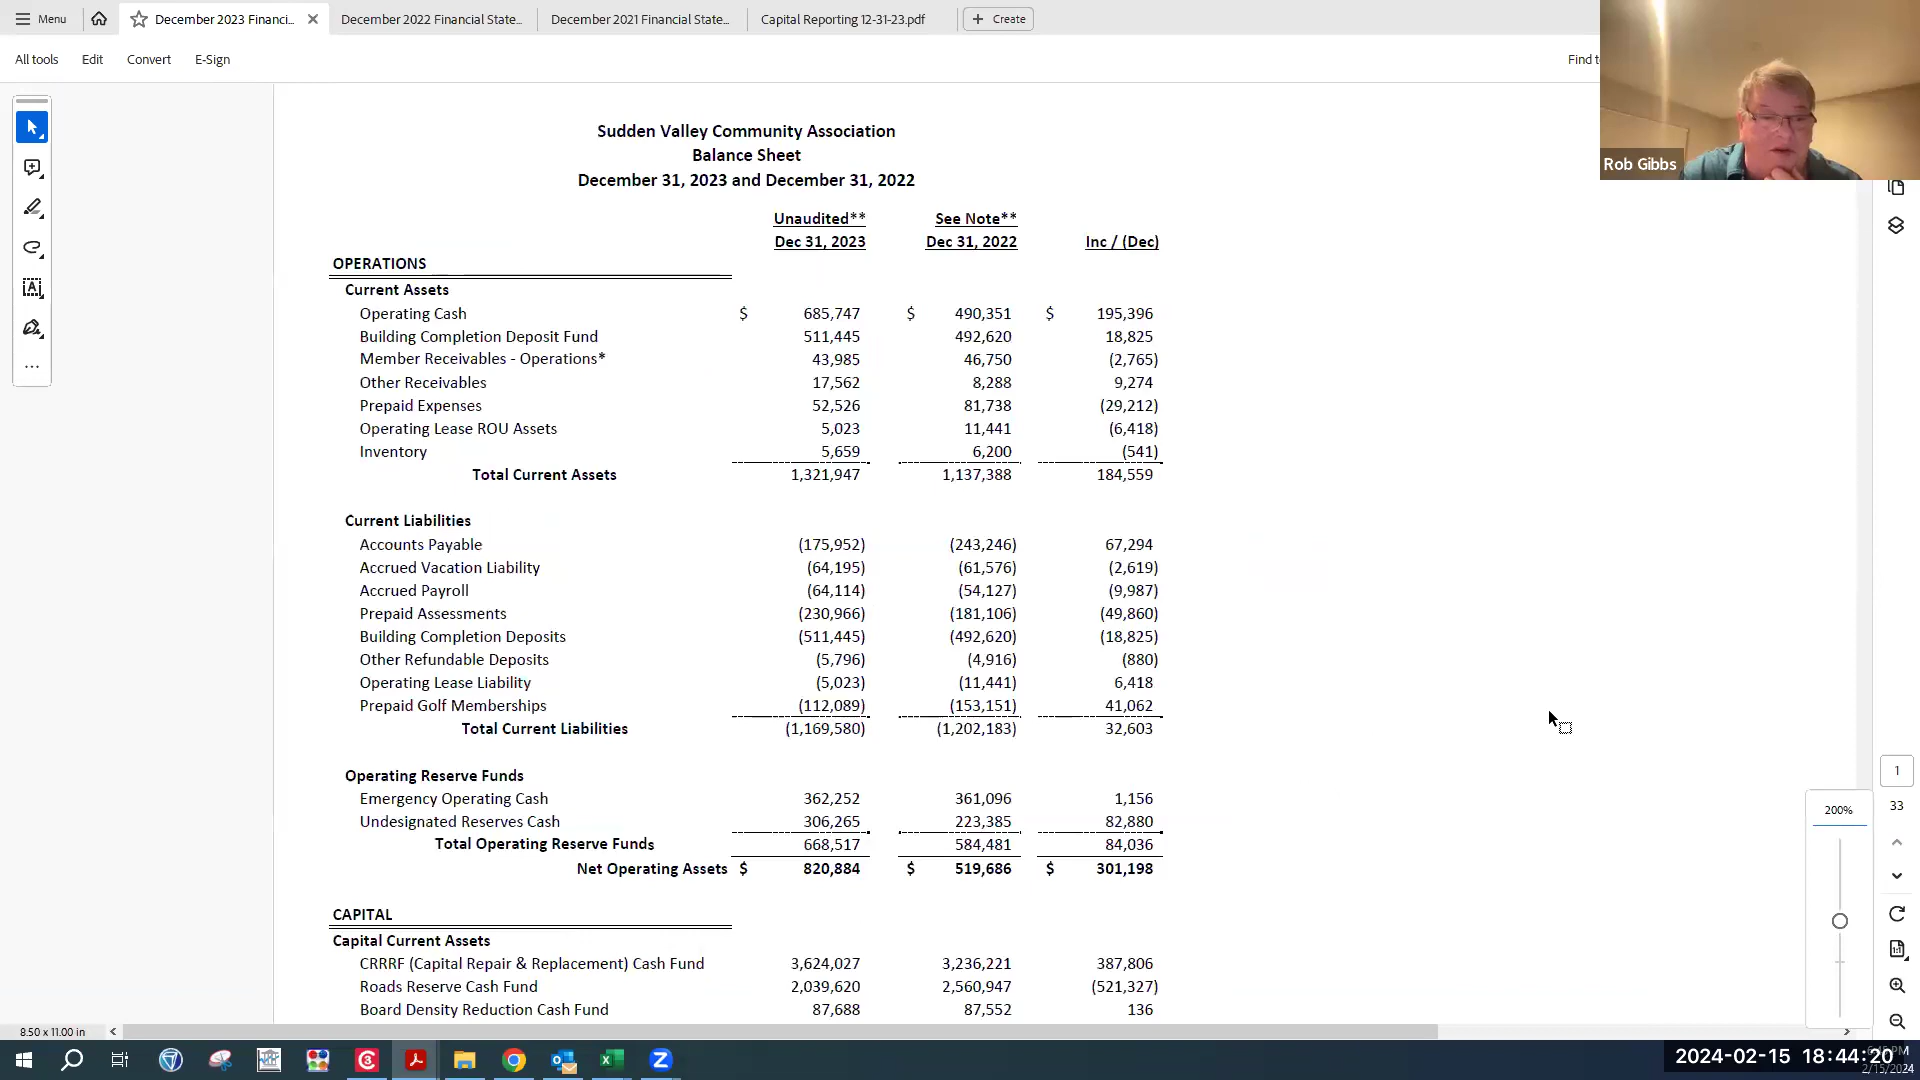 Menu
December 2023 Financi...
December 2022 Financial State...
December 2021 Financial State...
Capital Reporting 12-31-23.pdf
Create
All tools Edit Convert E-Sign
Find t
Rob Gibbs
Sudden Valley Community Association
Balance Sheet
December 31, 2023 and December 31, 2022
Unaudited** See Note**
Dec 31, 2023 Dec 31, 2022 Inc / (Dec)
OPERATIONS
Current Assets
Operating Cash $ 685,747 $ 490,351 $ 195,396
Building Completion Deposit Fund 511,445 492,620 18,825
Member Receivables - Operations* 43,985 46,750 (2,765)
Other Receivables 17,562 8,288 9,274
Prepaid Expenses 52,526 81,738 (29,212)
Operating Lease ROU Assets 5,023 11,441 (6,418)
Inventory 5,659 6,200 (541)
Total Current Assets 1,321,947 1,137,388 184,559
Current Liabilities
Accounts Payable (175,952) (243,246) 67,294
Accrued Vacation Liability (64,195) (61,576) (2,619)
Accrued Payroll (64,114) (54,127) (9,987)
Prepaid Assessments (230,966) (181,106) (49,860)
Building Completion Deposits (511,445) (492,620) (18,825)
Other Refundable Deposits (5,796) (4,916) (880)
Operating Lease Liability (5,023) (11,441) 6,418
Prepaid Golf Memberships (112,089) (153,151) 41,062
Total Current Liabilities (1,169,580) (1,202,183) 32,603
Operating Reserve Funds
Emergency Operating Cash 362,252 361,096 1,156
Undesignated Reserves Cash 306,265 223,385 82,880
Total Operating Reserve Funds 668,517 584,481 84,036
Net Operating Assets $ 820,884 $ 519,686 $ 301,198
CAPITAL
Capital Current Assets
CRRRF (Capital Repair & Replacement) Cash Fund 3,624,027 3,236,221 387,806
Roads Reserve Cash Fund 2,039,620 2,560,947 (521,327)
Board Density Reduction Cash Fund 87,688 87,552 136
1
33
200%
8.50 x 11.00 in
2024-02-15 18:44:20
2/15/2024